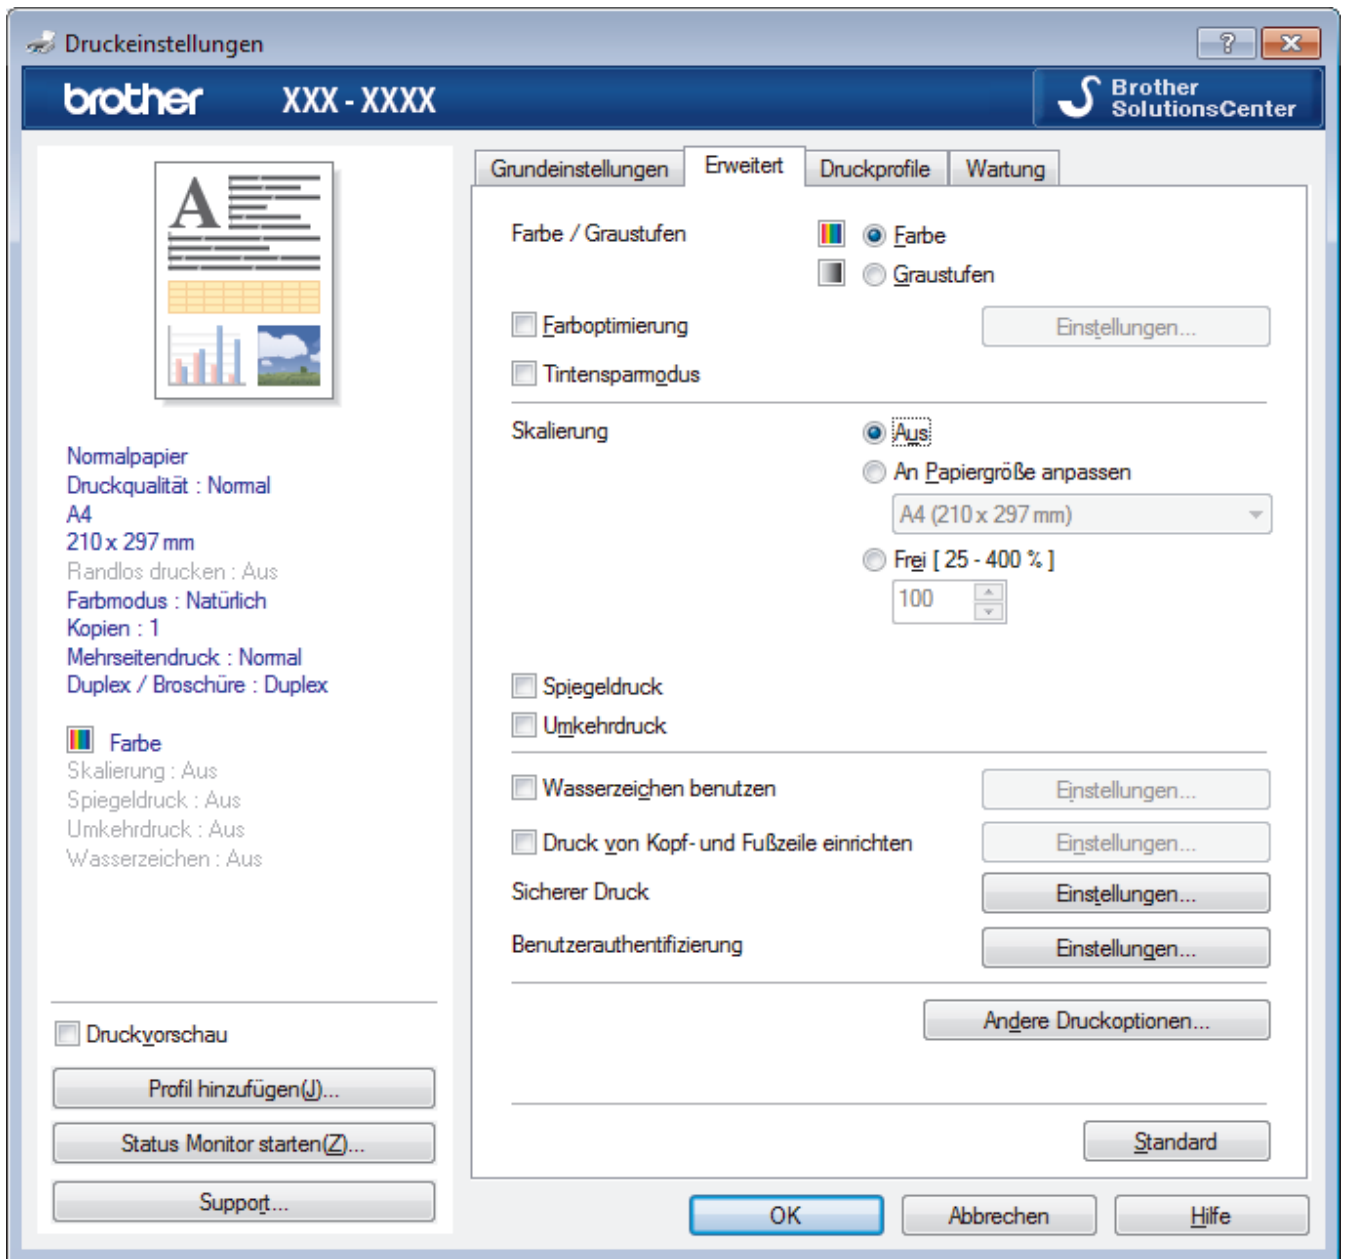 Druckeinstellungen
brother XXX - XXXX
Brother
SolutionsCenter
A
Normalpapier
Druckqualität : Normal
A4
210 x 297 mm
Randlos drucken : Aus
Farbmodus : Natürlich
Kopien : 1
Mehrseitendruck : Normal
Duplex / Broschüre : Duplex
Farbe
Skalierung : Aus
Spiegeldruck : Aus
Umkehrdruck : Aus
Wasserzeichen : Aus
Druckvorschau
Profil hinzufügen(J)...
Status Monitor starten(Z)...
Support...
Grundeinstellungen Erweitert Druckprofile Wartung
Farbe / Graustufen Farbe
Graustufen
Farboptimierung Einstellungen...
Tintensparmodus
Skalierung Aus
An Papiergröße anpassen
A4 (210 x 297 mm)
Frei [ 25 - 400 % ]
100
Spiegeldruck
Umkehrdruck
Wasserzeichen benutzen Einstellungen...
Druck von Kopf- und Fußzeile einrichten Einstellungen...
Sicherer Druck Einstellungen...
Benutzerauthentifizierung Einstellungen...
Andere Druckoptionen...
Standard
OK Abbrechen Hilfe